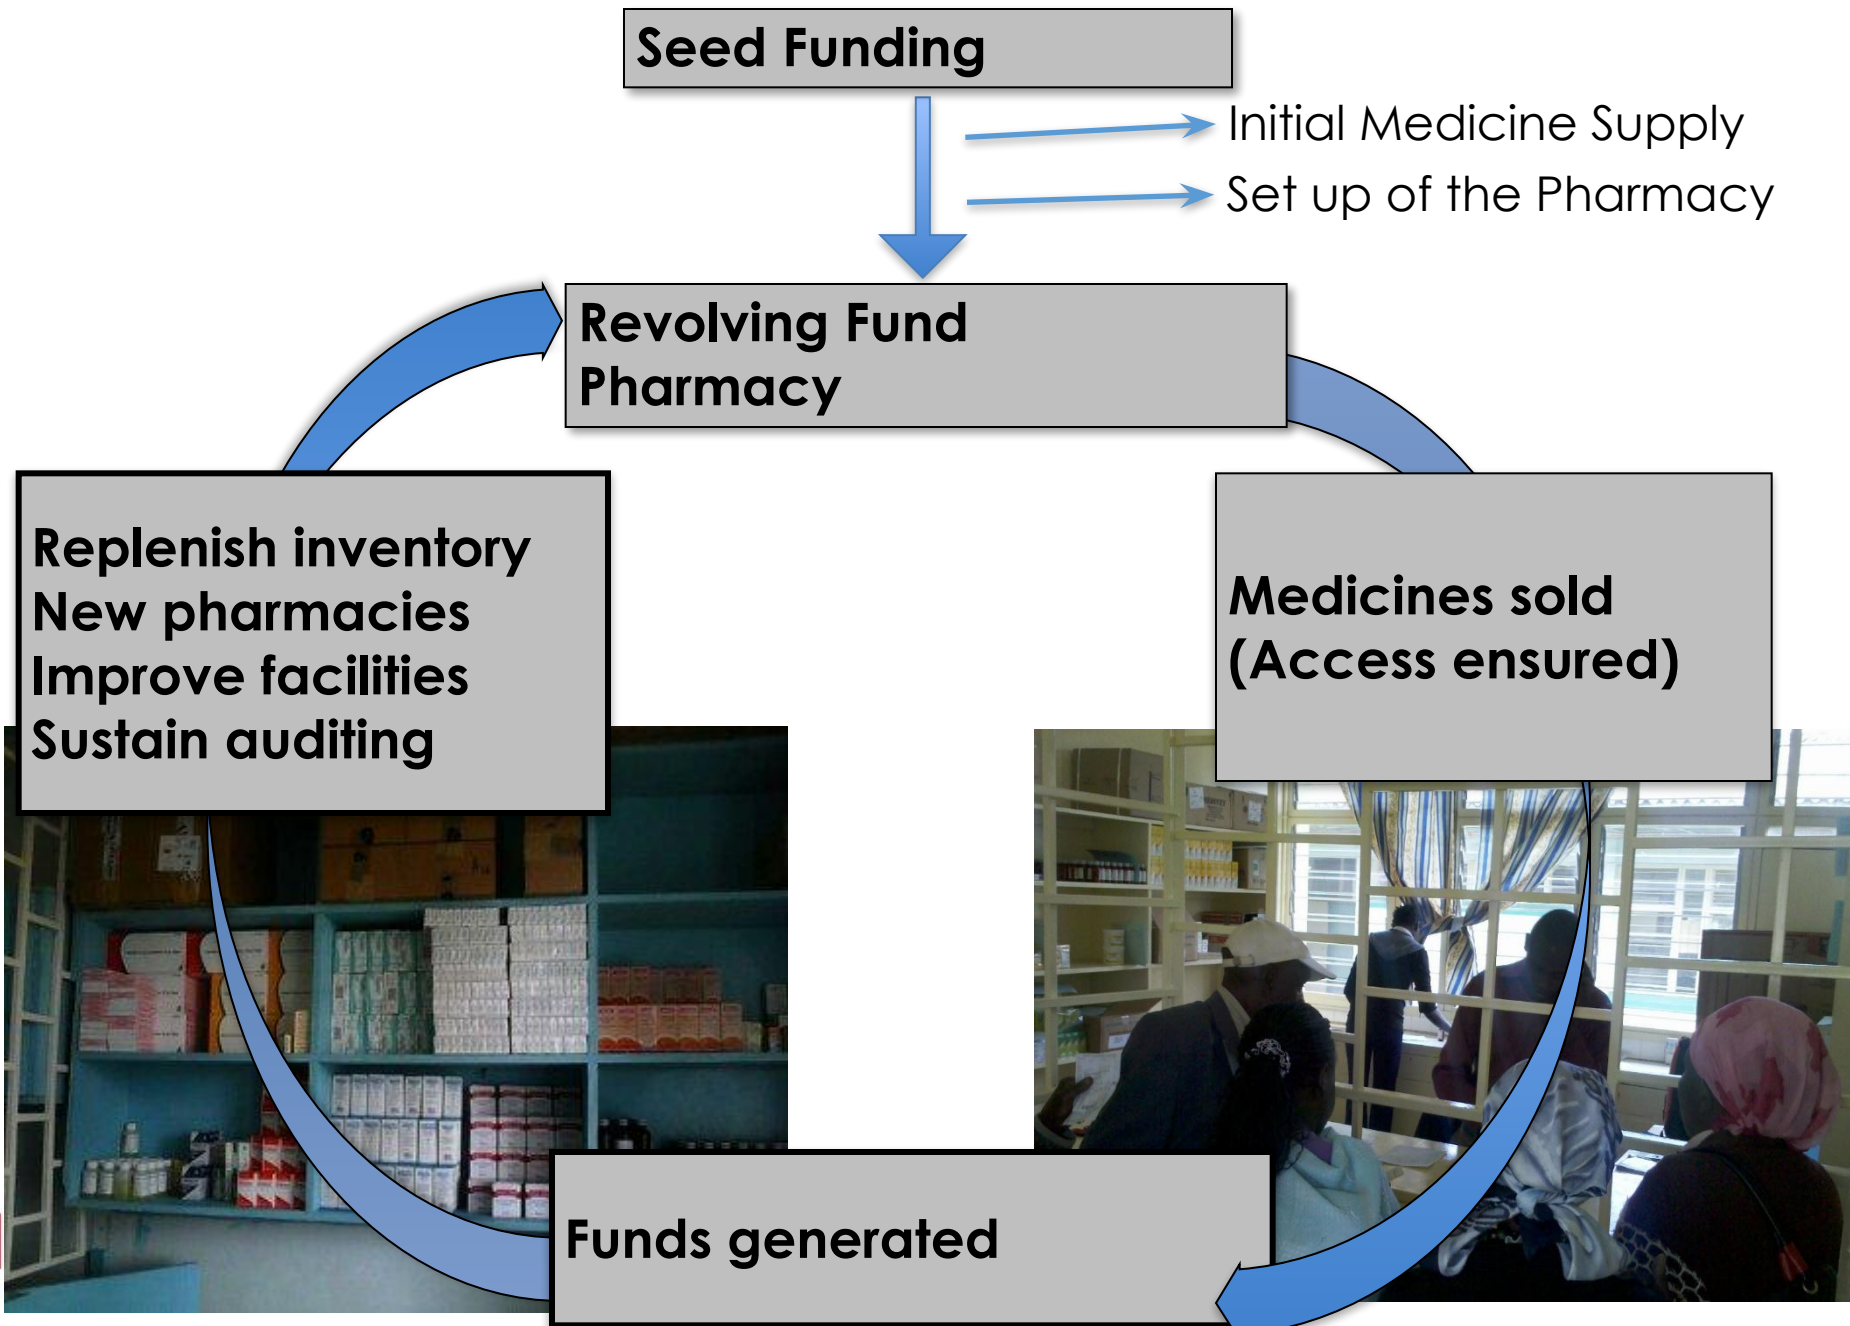 Seed Funding
Initial Medicine Supply
Set up of the Pharmacy
Revolving Fund
Pharmacy
Replenish inventory
New pharmacies
Improve facilities
Sustain auditing
Medicines sold
(Access ensured)
Funds generated